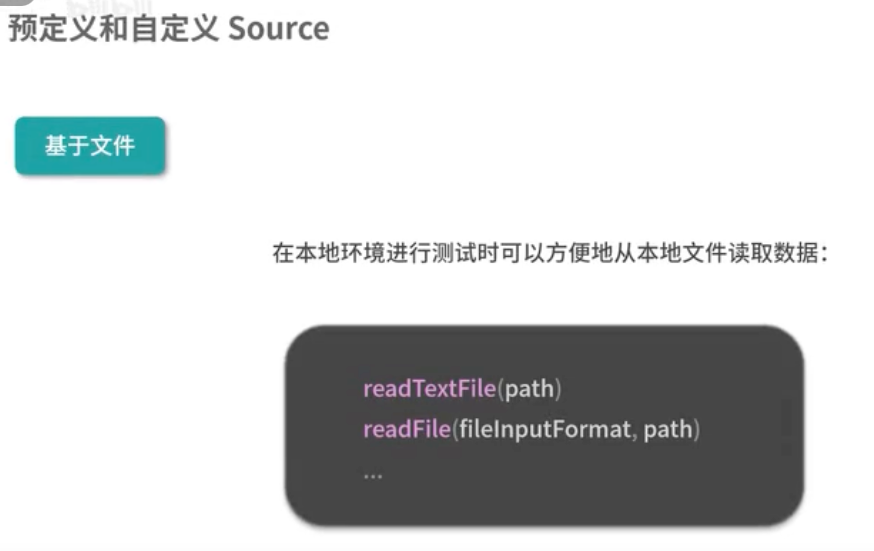 预定义和自定义 Source
基于文件
在本地环境进行测试时可以方便地从本地文件读取数据：
readTextFile(path)
readFile(fileInputFormat, path)
...